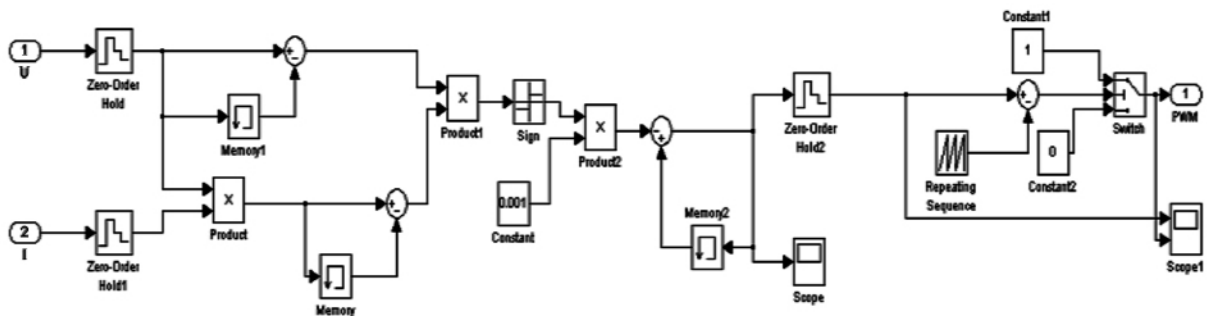 Constant1
1
1
U
Zero-Order
Hold
+
-
Memory1
X
Product1
Sign
X
Product2
0.001
Constant
-
+
Zero-Order
Hold2
+
-
Repeating
Sequence
0
Constant2
Switch
1
PWM
2
I
Zero-Order
Hold1
X
Product
+
-
Memory
Memory2
Scope
Scope1